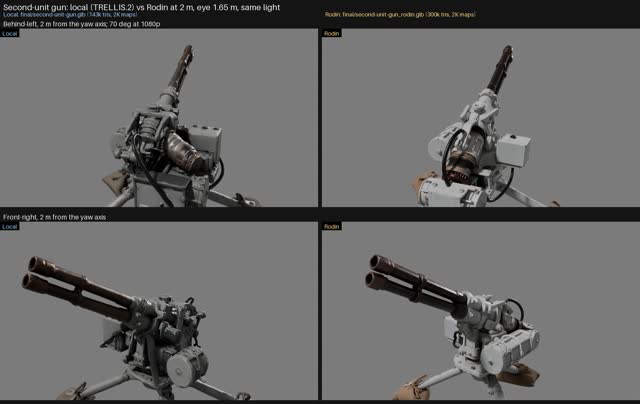 Second-unit gun: local (TRELLIS.2) vs Rodin at 2 m, eye 1.65 m, same light
Local: final/second-unit-gun.glb (143k tris, 2K maps)
Rodin: final/second-unit-gun_rodin.glb (300k tris, 2K maps)
Behind-left, 2 m from the yaw axis; 70 deg at 1080p
Local
Rodin
Front-right, 2 m from the yaw axis
Local
Rodin